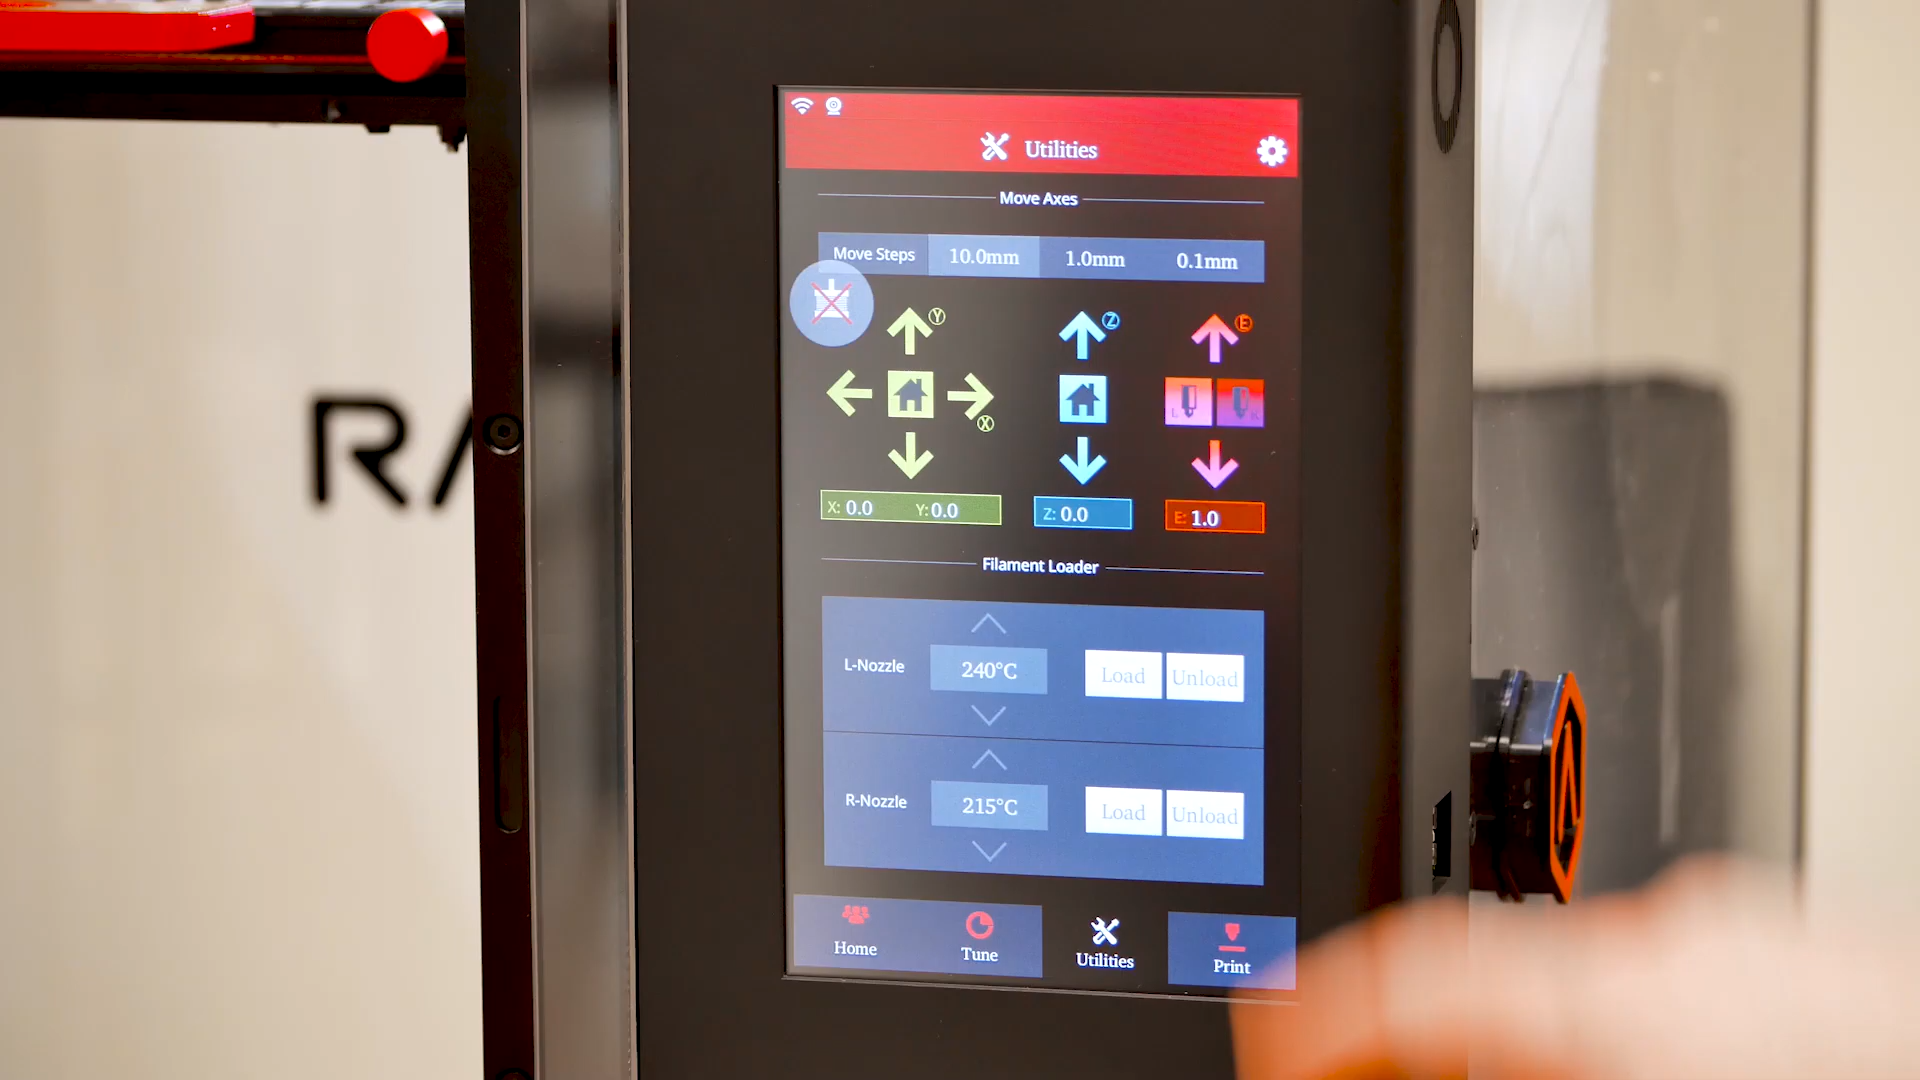 Utilities
Move Axes
Move Steps 10.0mm 1.0mm 0.1mm
Y Z E
X
L
X: 0.0 Y: 0.0 Z: 0.0 E: 1.0
Filament Loader
L-Nozzle 240°C Load Unload
R-Nozzle 215°C Load Unload
Home Tune Utilities Print